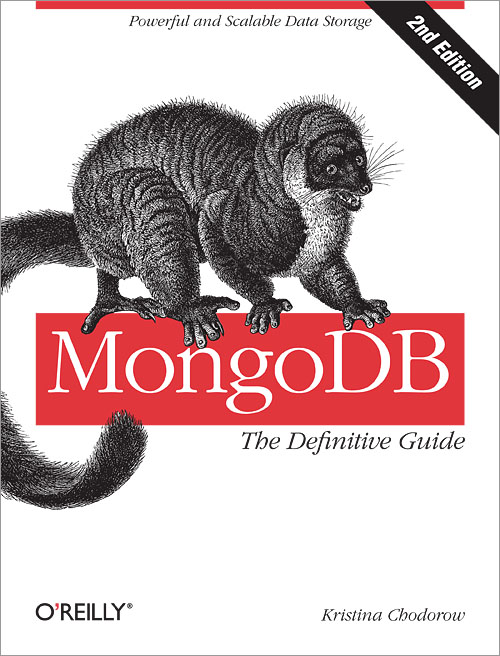 Powerful and Scalable Data Storage
2nd Edition
MongoDB
The Definitive Guide
O'REILLY®
Kristina Chodorow